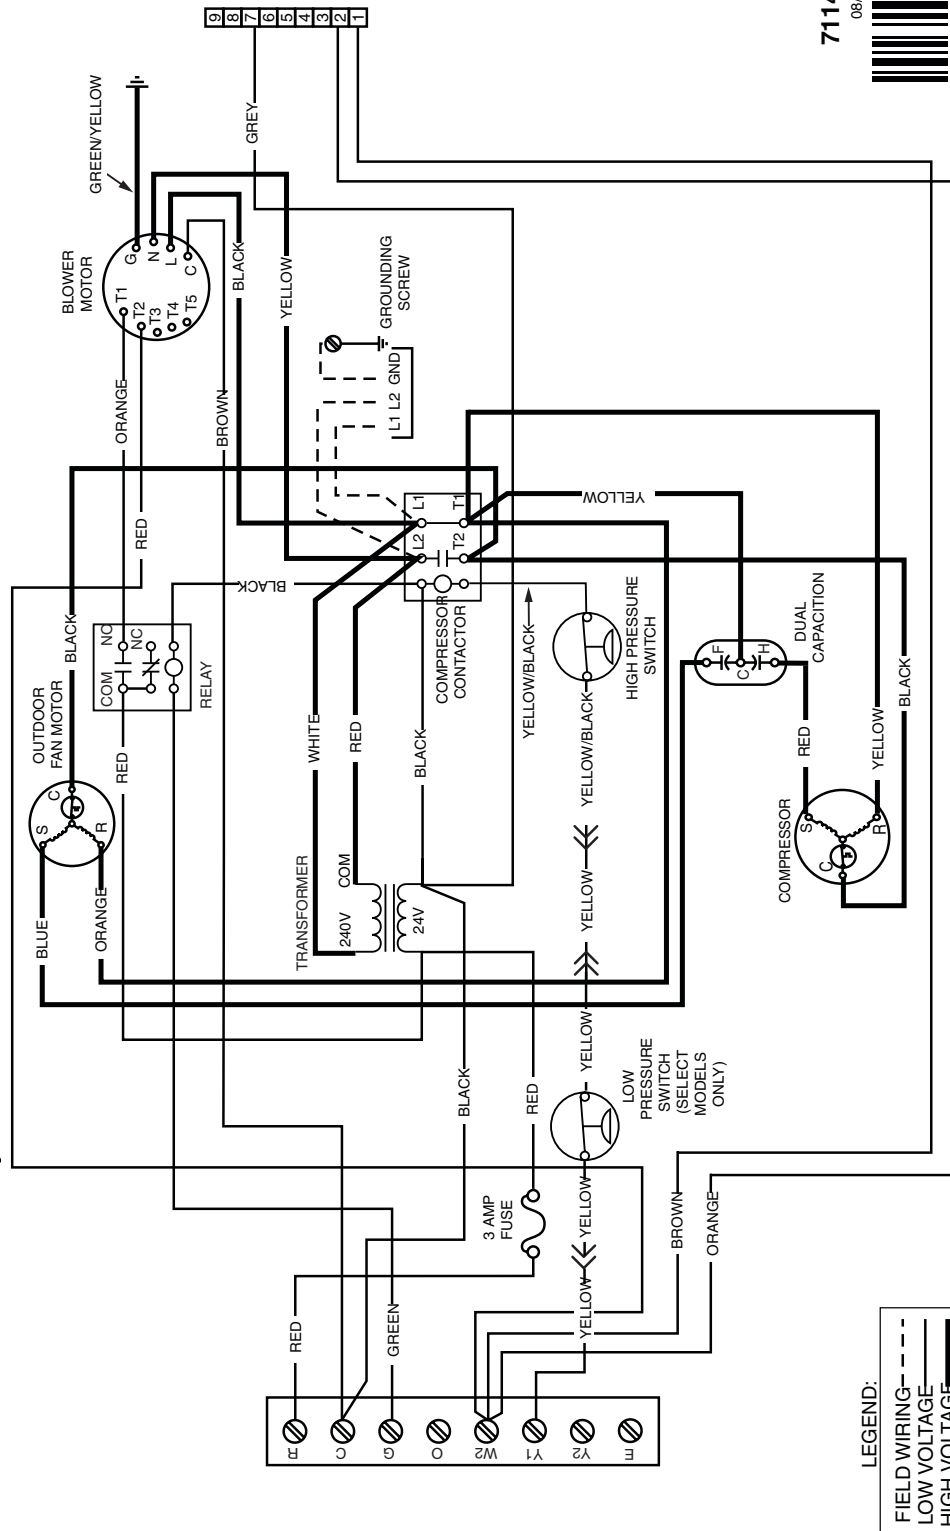 9
8
7
6
5
4
3
2
1
GREY
GREEN/YELLOW
BLOWER
MOTOR
G
N
L
C
T1
T2
T3
T4
T5
BLACK
YELLOW
ORANGE
RED
BROWN
GROUNDING
SCREW
L1 L2 GND
OUTDOOR
FAN MOTOR
BLACK
S
C
R
BLUE
ORANGE
COM
NO
NC
RELAY
RED
BLACK
L1
L2
T1
T2
COMPRESSOR
CONTACTOR
YELLOW
WHITE
RED
BLACK
TRANSFORMER
240V
COM
24V
YELLOW/BLACK
HIGH PRESSURE
SWITCH
YELLOW/BLACK
YELLOW
YELLOW
F
C
H
DUAL
CAPACITION
RED
YELLOW
BLACK
COMPRESSOR
S
C
R
LOW
PRESSURE
SWITCH
(SELECT
MODELS
ONLY)
YELLOW
YELLOW
BLACK
RED
3 AMP
FUSE
BROWN
ORANGE
RED
GREEN
R
C
G
O
W2
Y1
Y2
E
LEGEND:
FIELD WIRING
LOW VOLTAGE
HIGH VOLTAGE
7114
08/